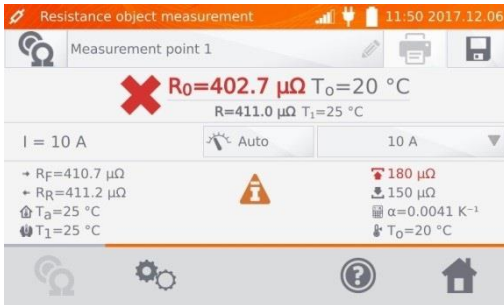 Resistance object measurement 11:50 2017.12.06
Measurement point 1
R0=402.7 μΩ To=20 °C
R=411.0 μΩ T1=25 °C
I = 10 A Auto 10 A
RF=410.7 μΩ 180 μΩ
RR=411.2 μΩ 150 μΩ
Ta=25 °C α=0.0041 K⁻¹
T1=25 °C To=20 °C